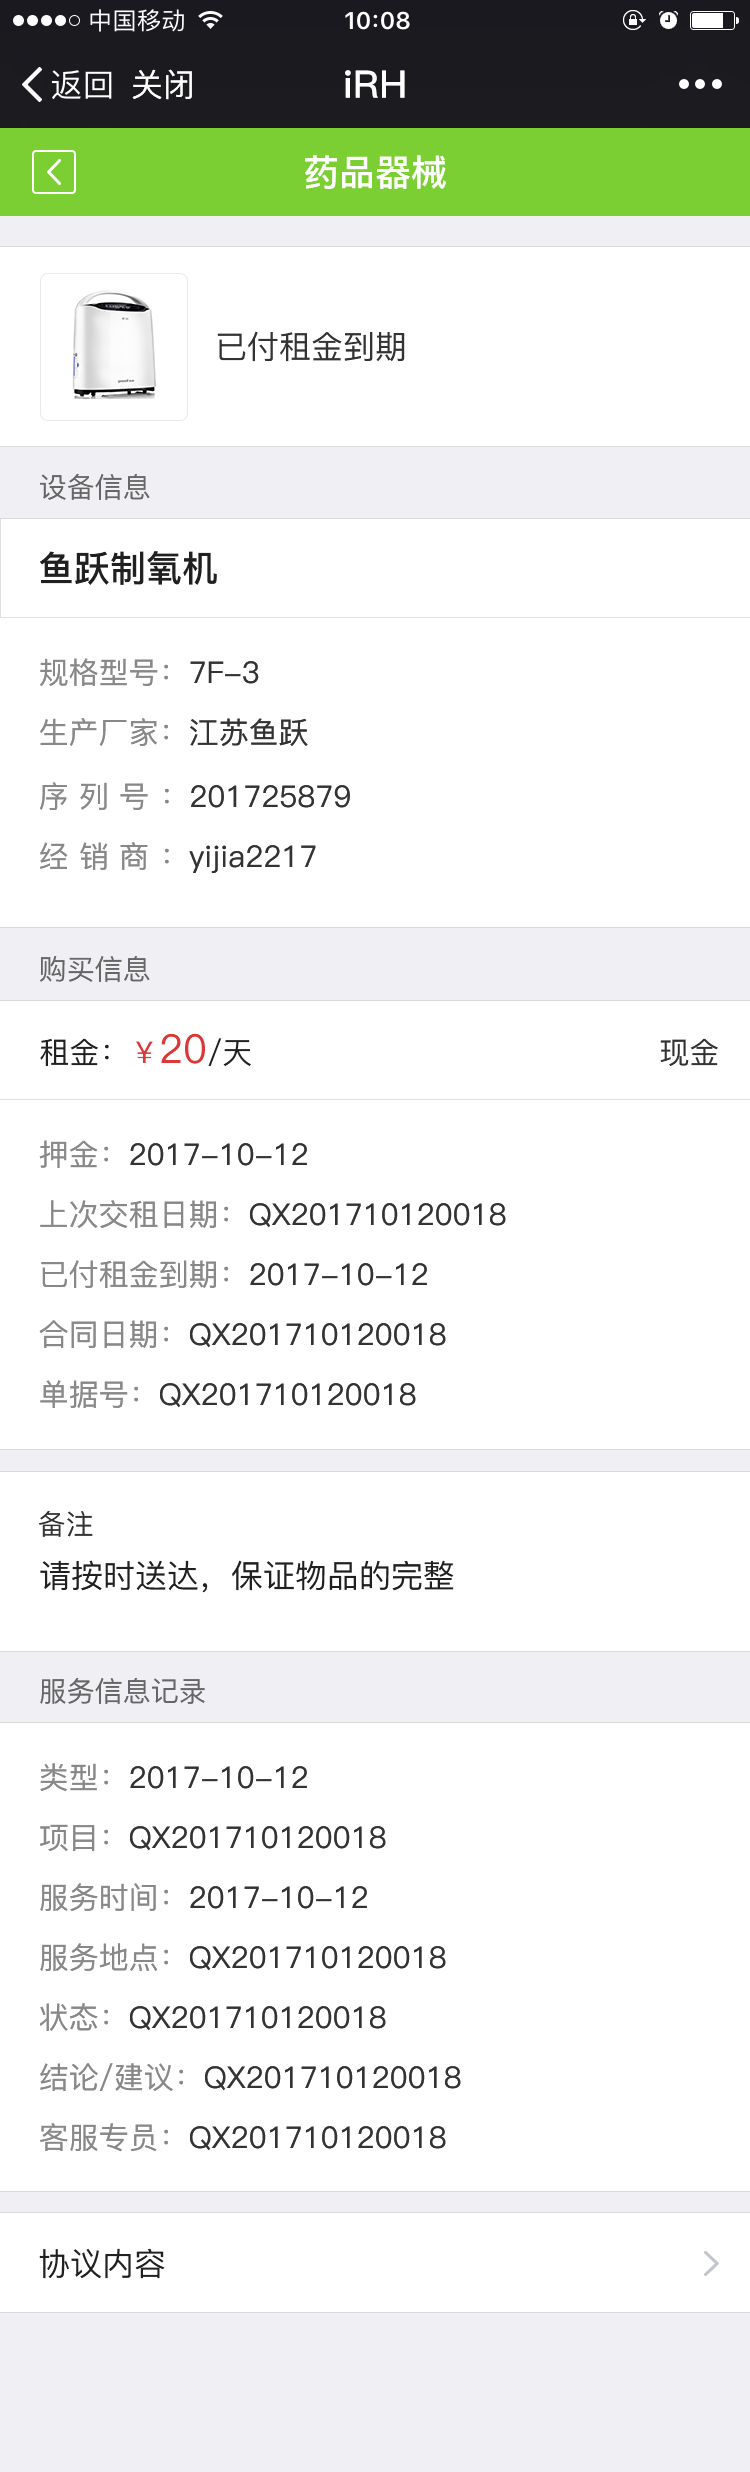 中国移动 10:08
返回 关闭 iRH
药品器械
已付租金到期
设备信息
鱼跃制氧机
规格型号：7F-3
生产厂家：江苏鱼跃
序列号：201725879
经销商：yijia2217
购买信息
租金：¥20/天 现金
押金：2017-10-12
上次交租日期：QX201710120018
已付租金到期：2017-10-12
合同日期：QX201710120018
单据号：QX201710120018
备注
请按时送达，保证物品的完整
服务信息记录
类型：2017-10-12
项目：QX201710120018
服务时间：2017-10-12
服务地点：QX201710120018
状态：QX201710120018
结论/建议：QX201710120018
客服专员：QX201710120018
协议内容